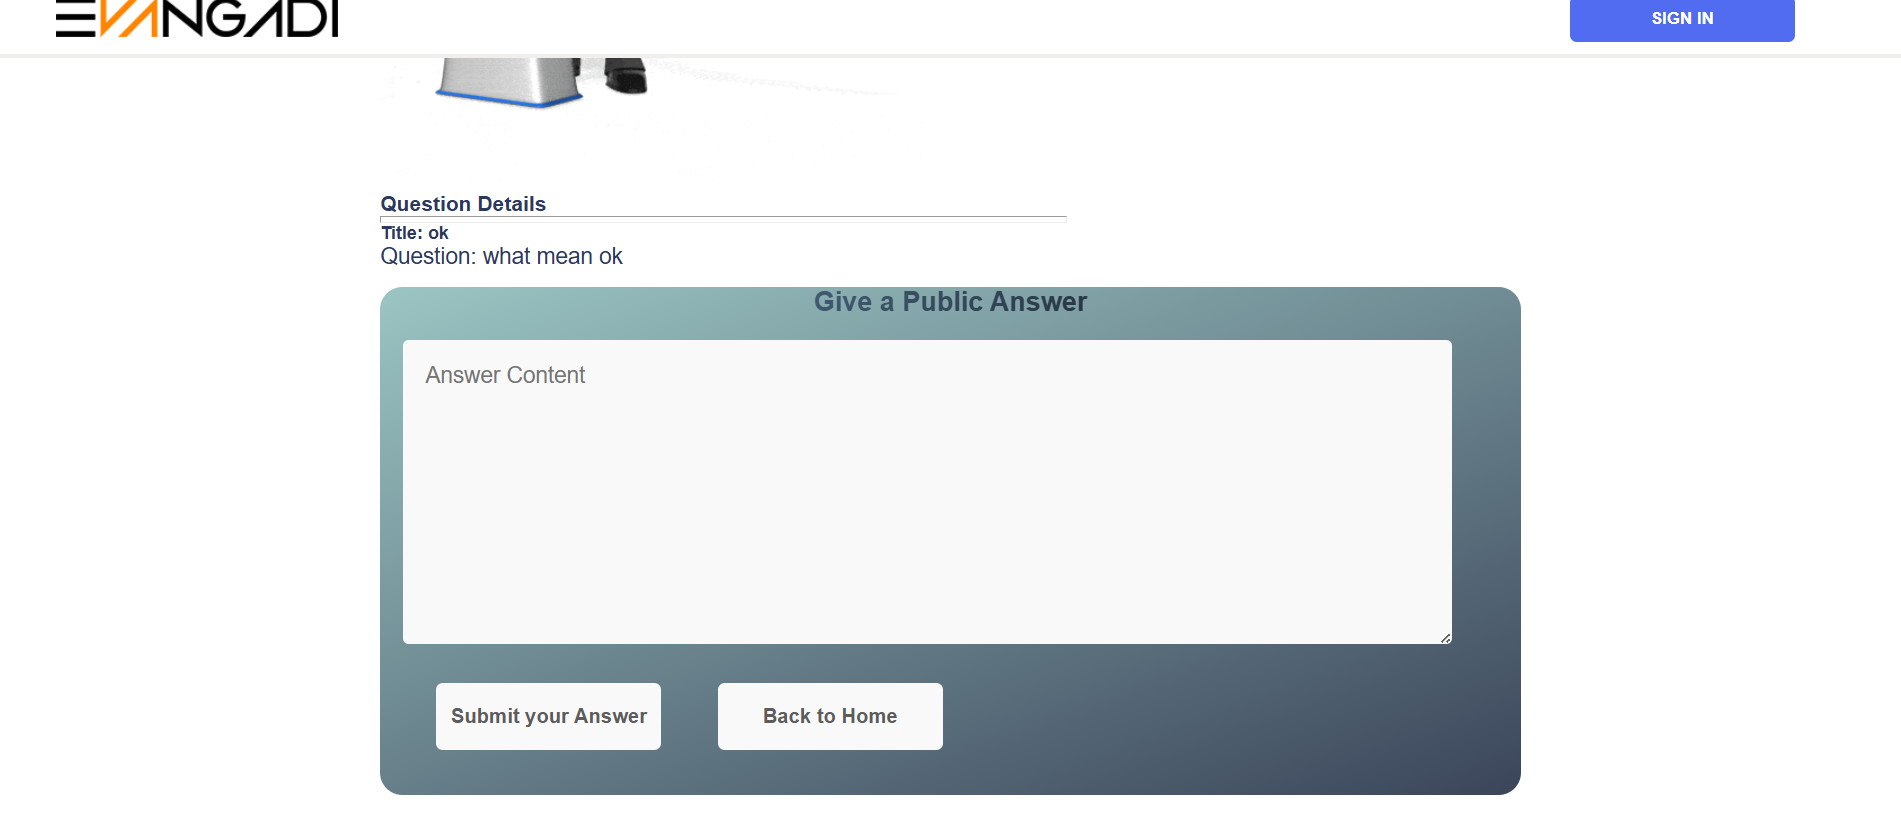 EVANGADI
SIGN IN
Question Details
Title: ok
Question: what mean ok
Give a Public Answer
Answer Content
Submit your Answer
Back to Home